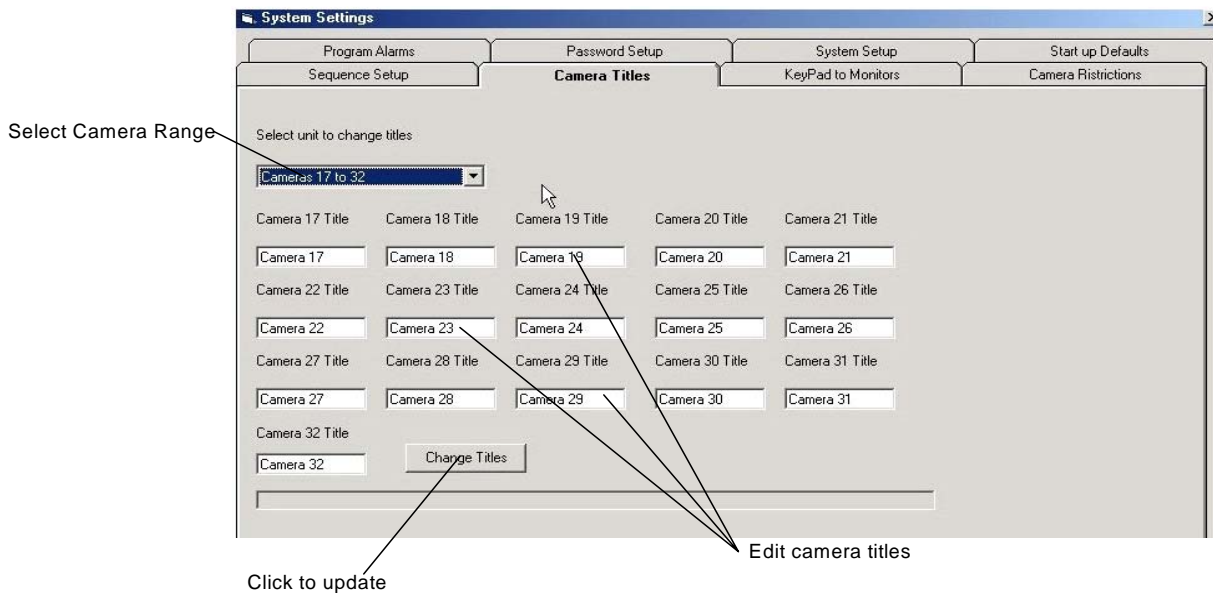 System Settings
Program Alarms Password Setup System Setup Start up Defaults
Sequence Setup Camera Titles KeyPad to Monitors Camera Ristrictions
Select Camera Range
Select unit to change titles
Cameras 17 to 32
Camera 17 Title Camera 18 Title Camera 19 Title Camera 20 Title Camera 21 Title
Camera 17 Camera 18 Camera 19 Camera 20 Camera 21
Camera 22 Title Camera 23 Title Camera 24 Title Camera 25 Title Camera 26 Title
Camera 22 Camera 23 Camera 24 Camera 25 Camera 26
Camera 27 Title Camera 28 Title Camera 29 Title Camera 30 Title Camera 31 Title
Camera 27 Camera 28 Camera 29 Camera 30 Camera 31
Camera 32 Title
Camera 32 Change Titles
Edit camera titles
Click to update